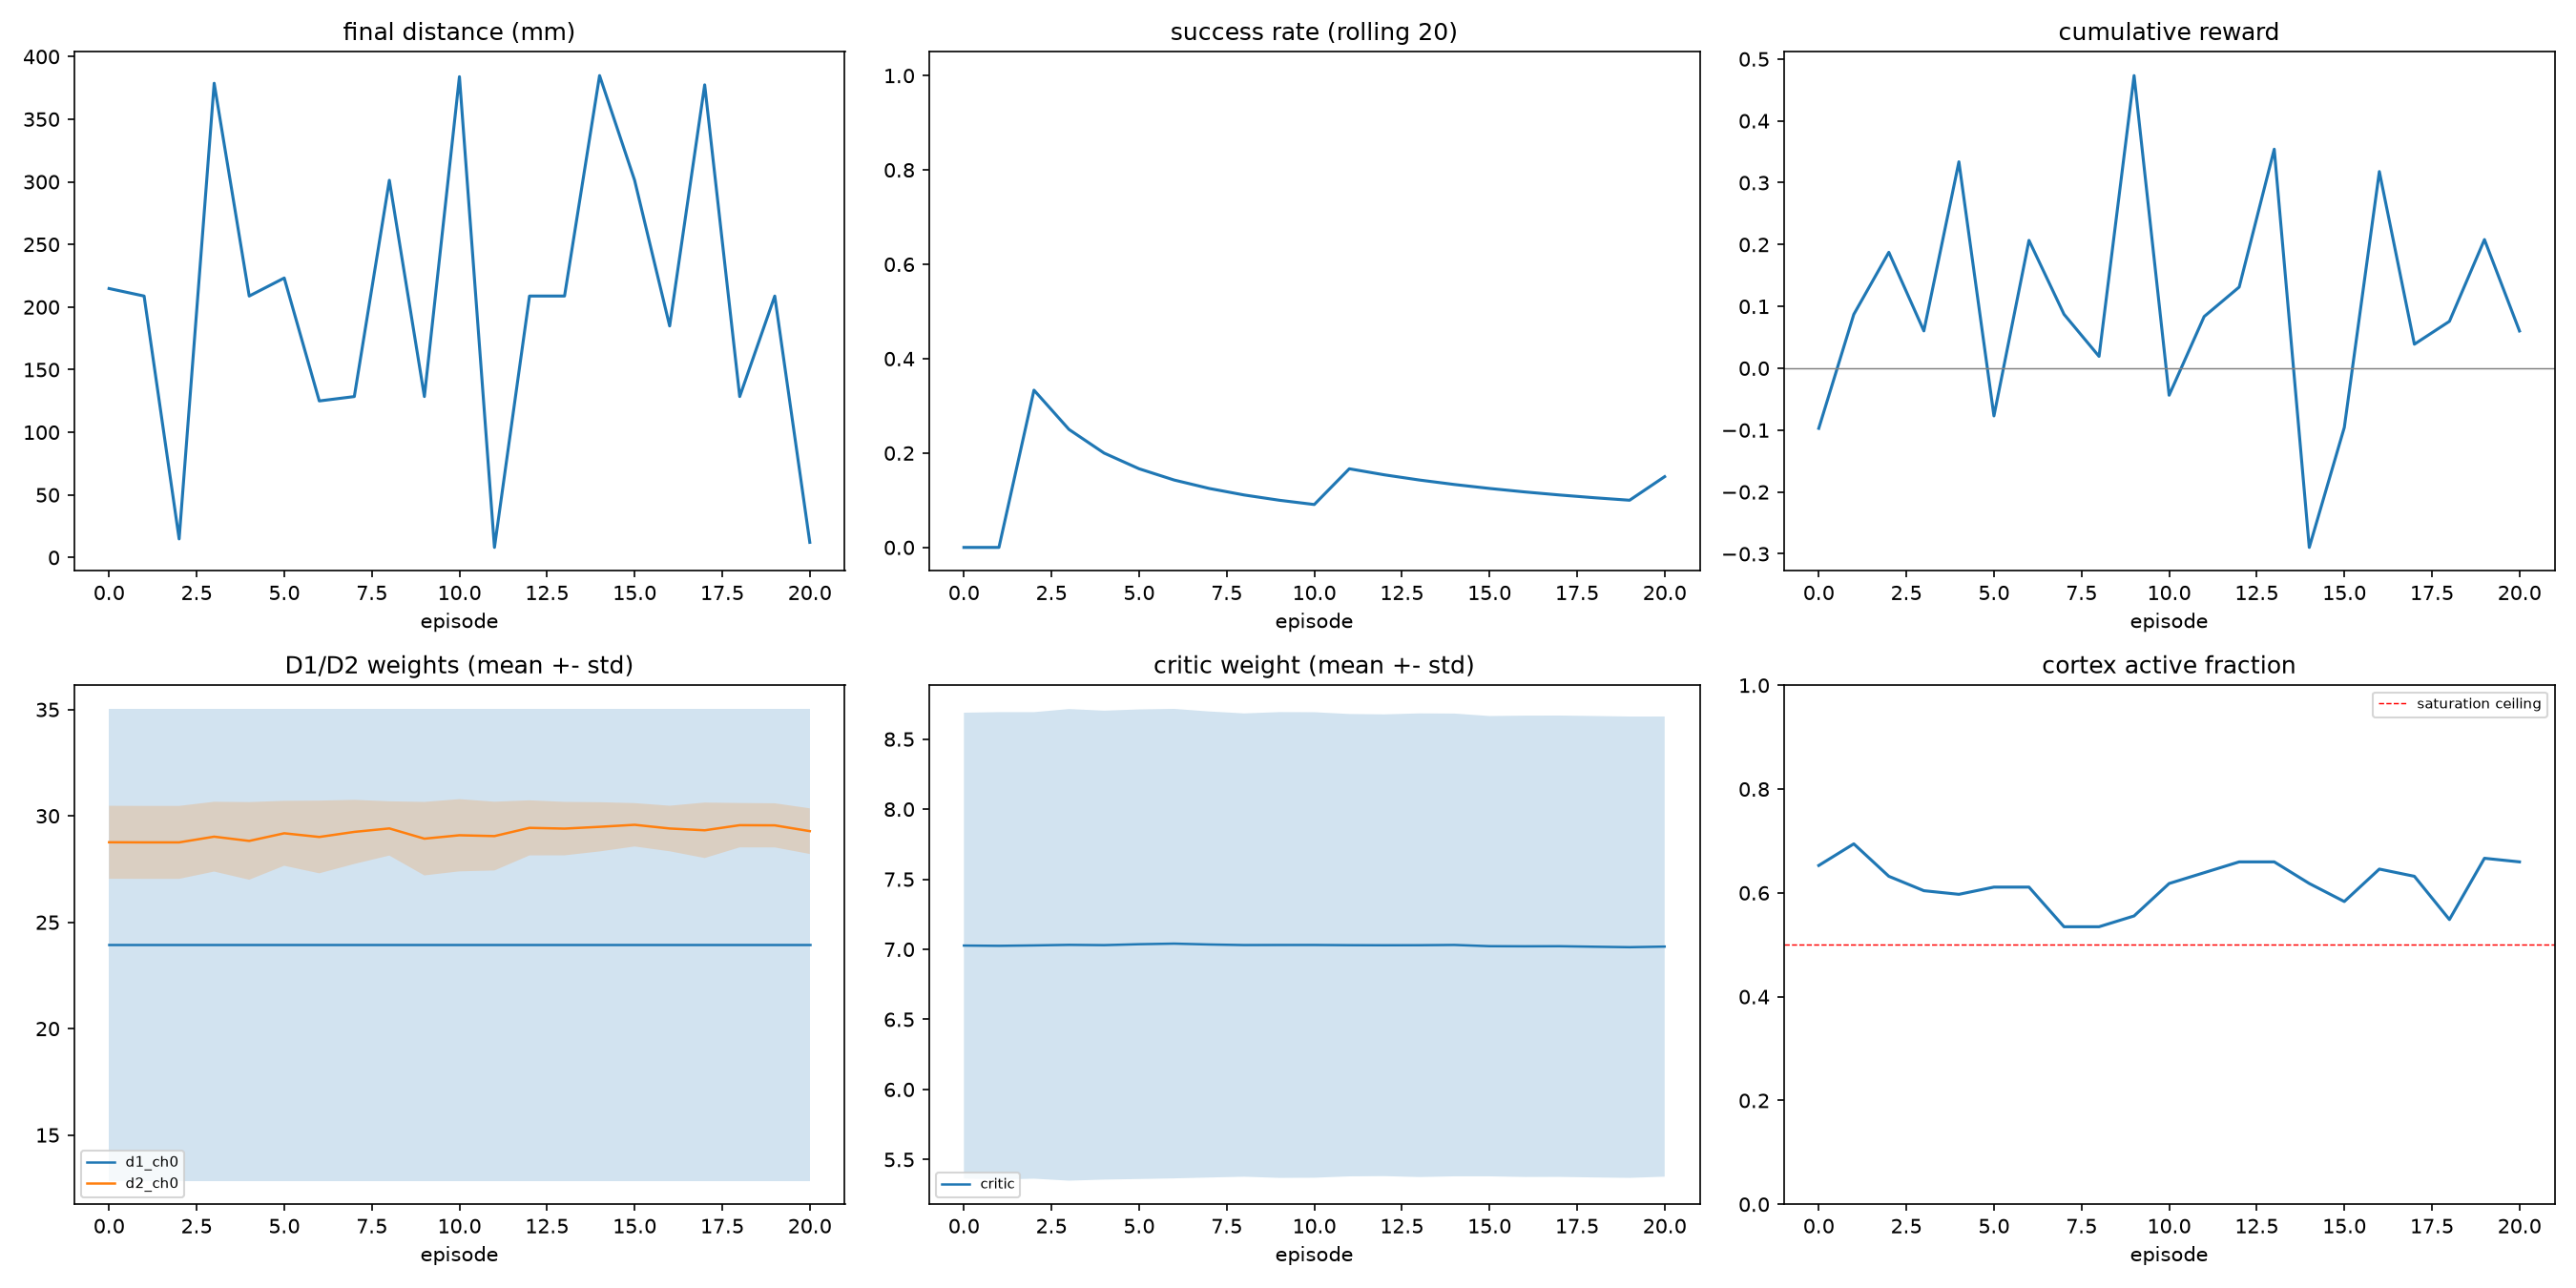 final distance (mm)
400
350
300
250
200
150
100
50
0
0.0 2.5 5.0 7.5 10.0 12.5 15.0 17.5 20.0
episode
success rate (rolling 20)
1.0
0.8
0.6
0.4
0.2
0.0
0.0 2.5 5.0 7.5 10.0 12.5 15.0 17.5 20.0
episode
cumulative reward
0.5
0.4
0.3
0.2
0.1
0.0
−0.1
−0.2
−0.3
0.0 2.5 5.0 7.5 10.0 12.5 15.0 17.5 20.0
episode
D1/D2 weights (mean +- std)
35
30
25
20
15
d1_ch0
d2_ch0
0.0 2.5 5.0 7.5 10.0 12.5 15.0 17.5 20.0
episode
critic weight (mean +- std)
8.5
8.0
7.5
7.0
6.5
6.0
5.5
critic
0.0 2.5 5.0 7.5 10.0 12.5 15.0 17.5 20.0
episode
cortex active fraction
1.0
saturation ceiling
0.8
0.6
0.4
0.2
0.0
0.0 2.5 5.0 7.5 10.0 12.5 15.0 17.5 20.0
episode